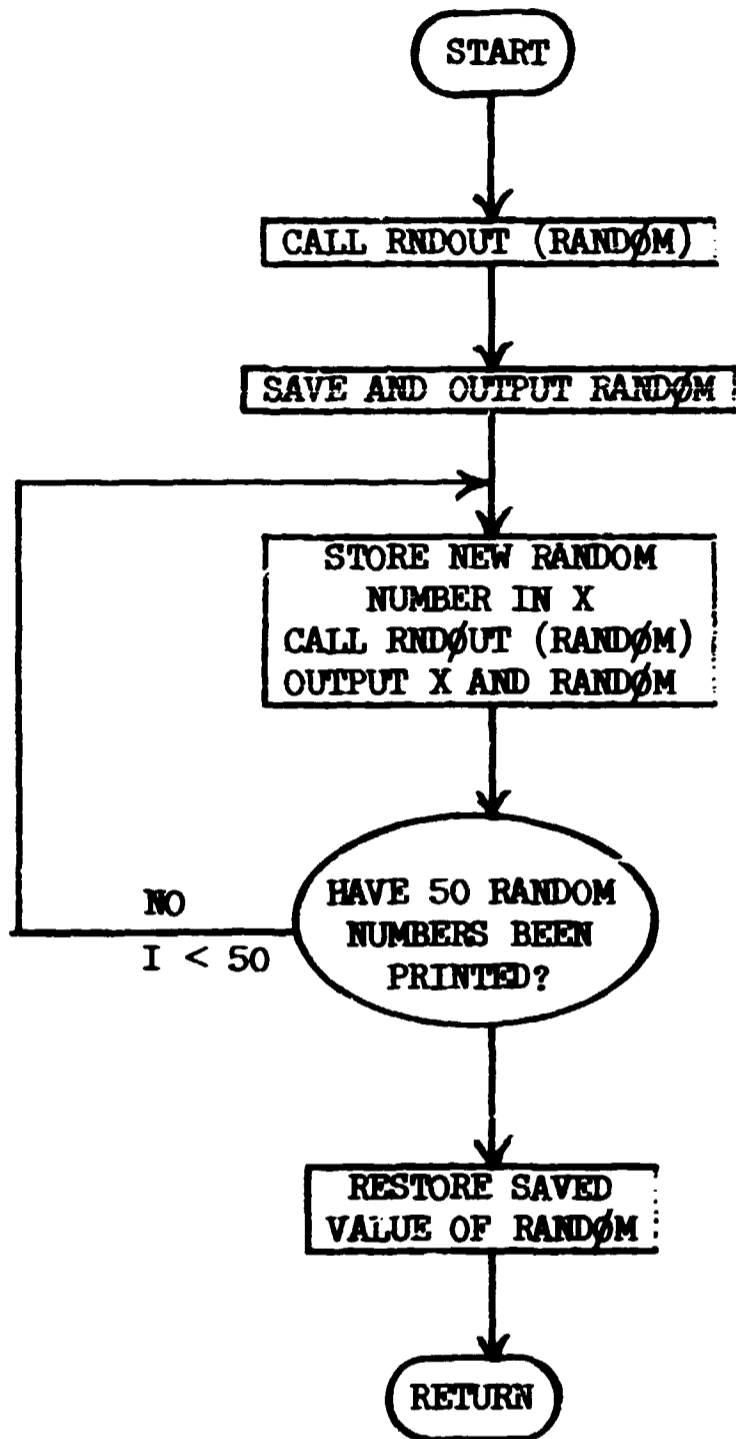 START
CALL RNDOUT (RANDØM)
SAVE AND OUTPUT RANDØM
STORE NEW RANDOM
NUMBER IN X
CALL RNDØUT (RANDØM)
OUTPUT X AND RANDØM
HAVE 50 RANDOM
NUMBERS BEEN
PRINTED?
NO
I < 50
RESTORE SAVED
VALUE OF RANDØM
RETURN